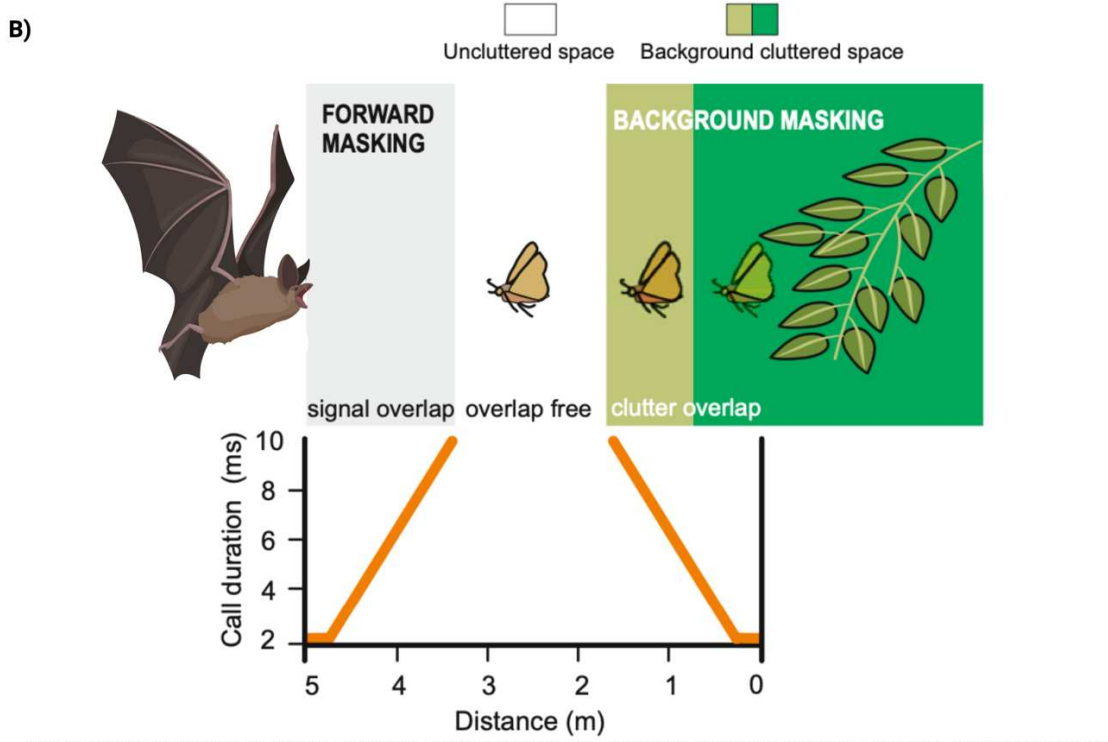 B)
Uncluttered space
Background cluttered space
FORWARD
MASKING
BACKGROUND MASKING
signal overlap
overlap free
clutter overlap
Call duration (ms)
10
8
6
4
2
5
4
3
2
1
0
Distance (m)